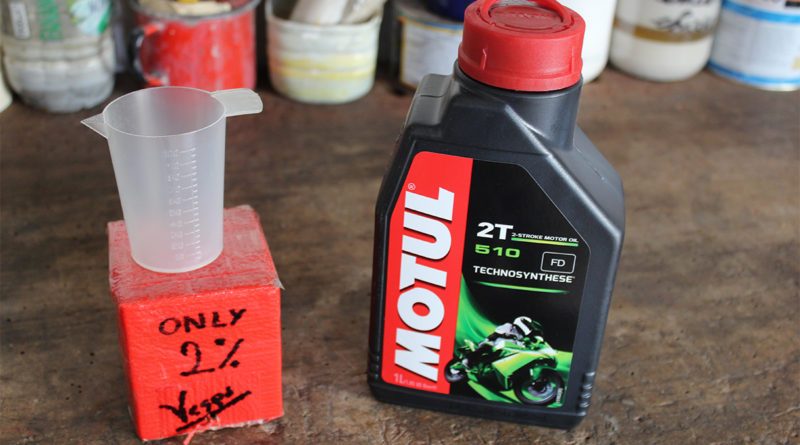 ONLY
2%
Vespa
MOTUL®
2T
2-STROKE MOTOR OIL
510
FD
TECHNOSYNTHESE
1L